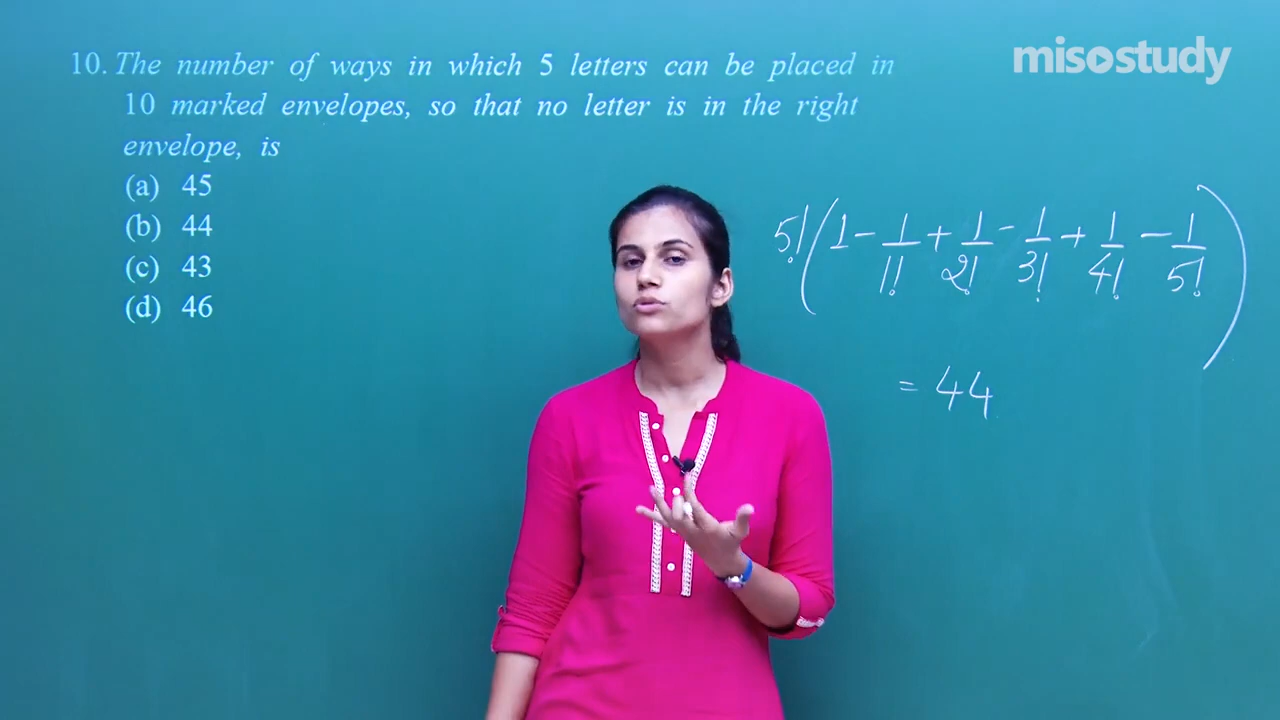 misostudy
10. The number of ways in which 5 letters can be placed in
10 marked envelopes, so that no letter is in the right
envelope, is
(a) 45
(b) 44
(c) 43
(d) 46
5!(1 - 1/1! + 1/2! - 1/3! + 1/4! - 1/5!)
= 44